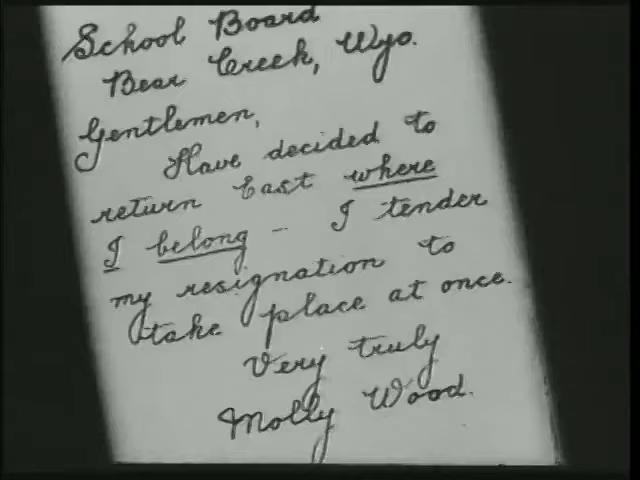 School Board
Bear Creek, Wyo.
Gentlemen,
Have decided to
return East where
I belong - I tender
my resignation to
take place at once.
Very truly
Molly Wood.